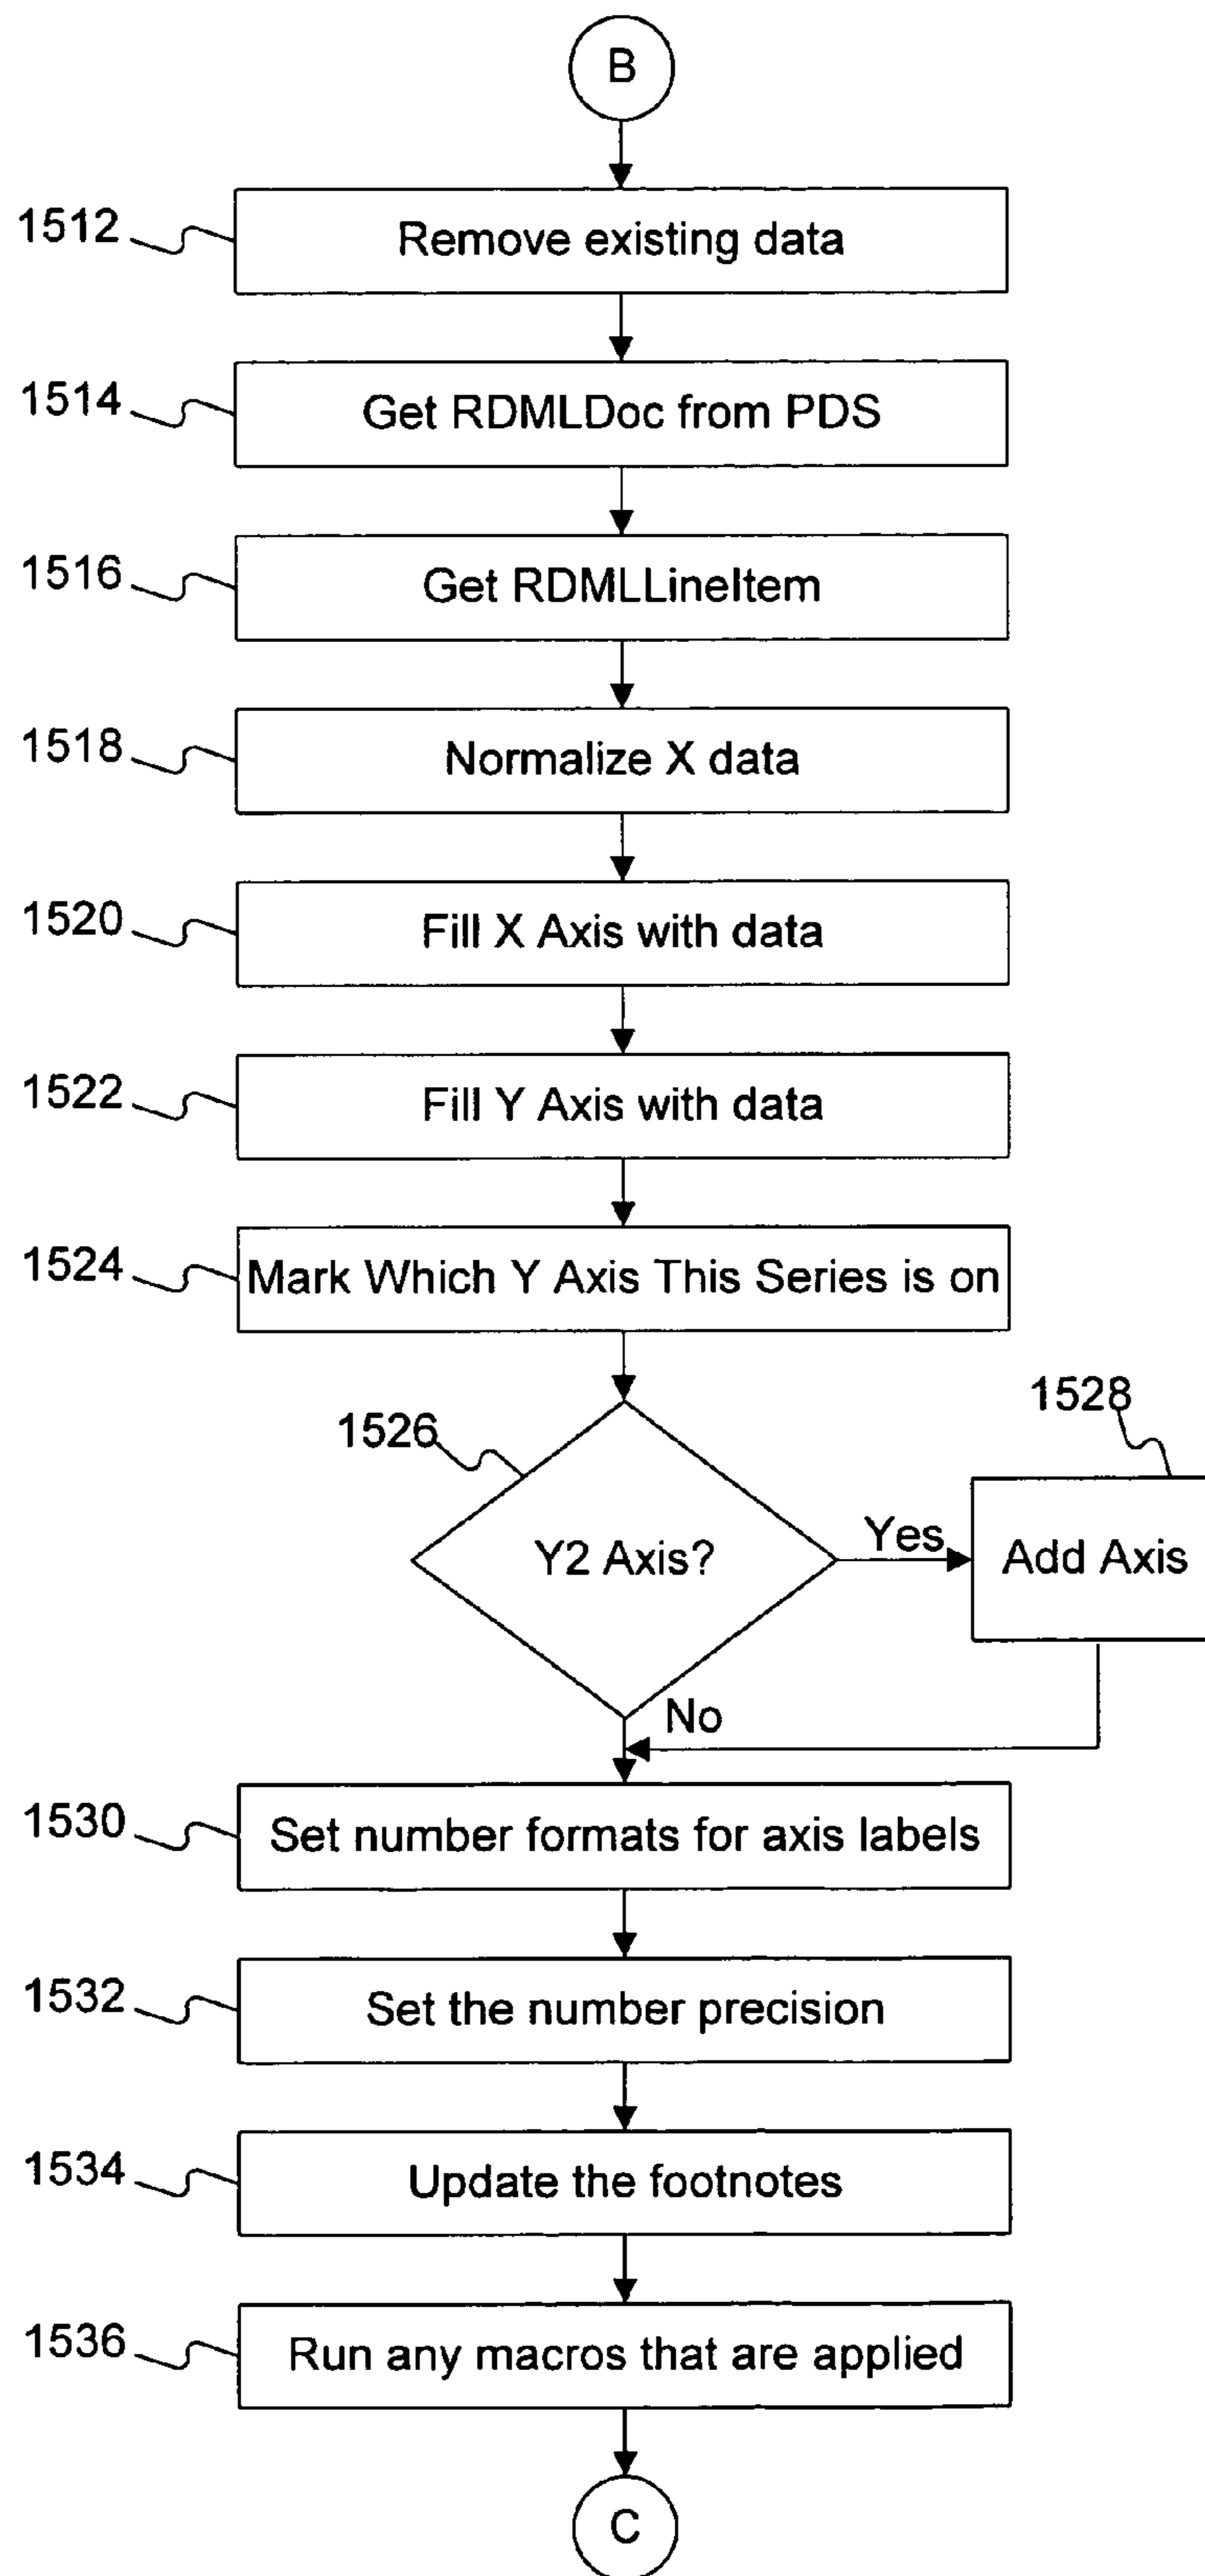 B
1512
Remove existing data
1514
Get RDMLDoc from PDS
1516
Get RDMLLineItem
1518
Normalize X data
1520
Fill X Axis with data
1522
Fill Y Axis with data
1524
Mark Which Y Axis This Series is on
1526
1528
Y2 Axis?
Yes
Add Axis
No
1530
Set number formats for axis labels
1532
Set the number precision
1534
Update the footnotes
1536
Run any macros that are applied
C